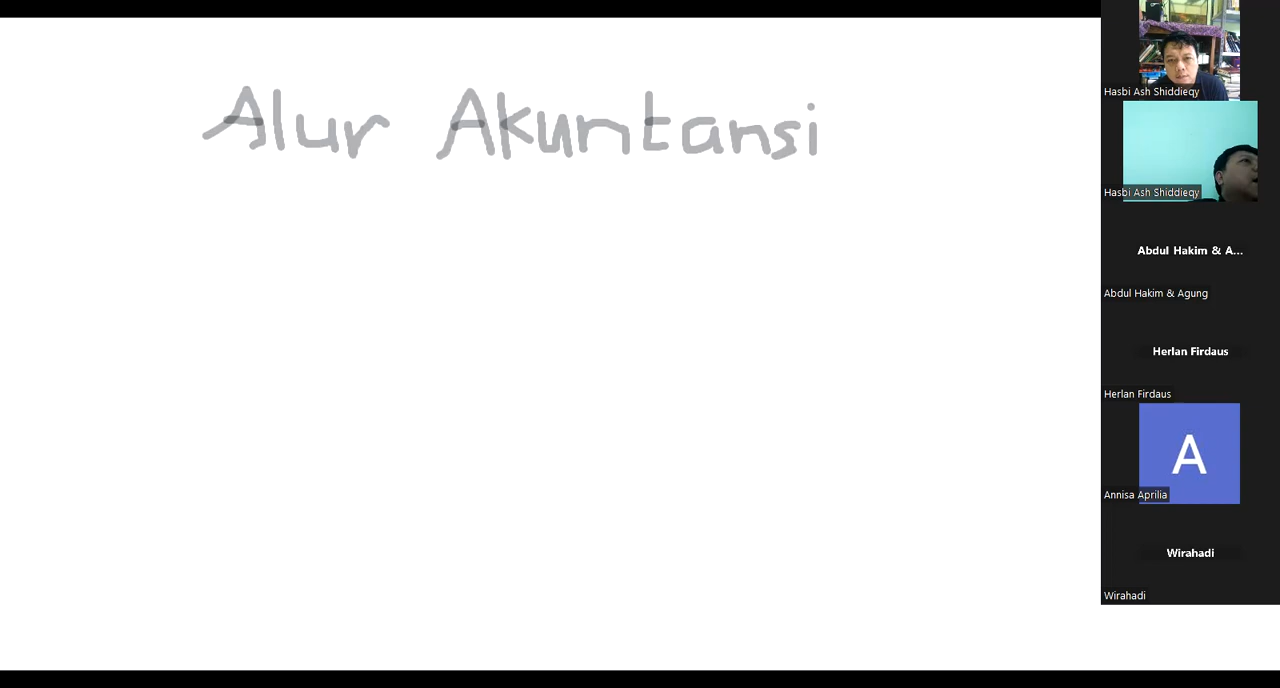 Alur Akuntansi
Hasbi Ash Shiddieqy
Hasbi Ash Shiddieqy
Abdul Hakim & A...
Abdul Hakim & Agung
Herlan Firdaus
Herlan Firdaus
A
Annisa Aprilia
Wirahadi
Wirahadi